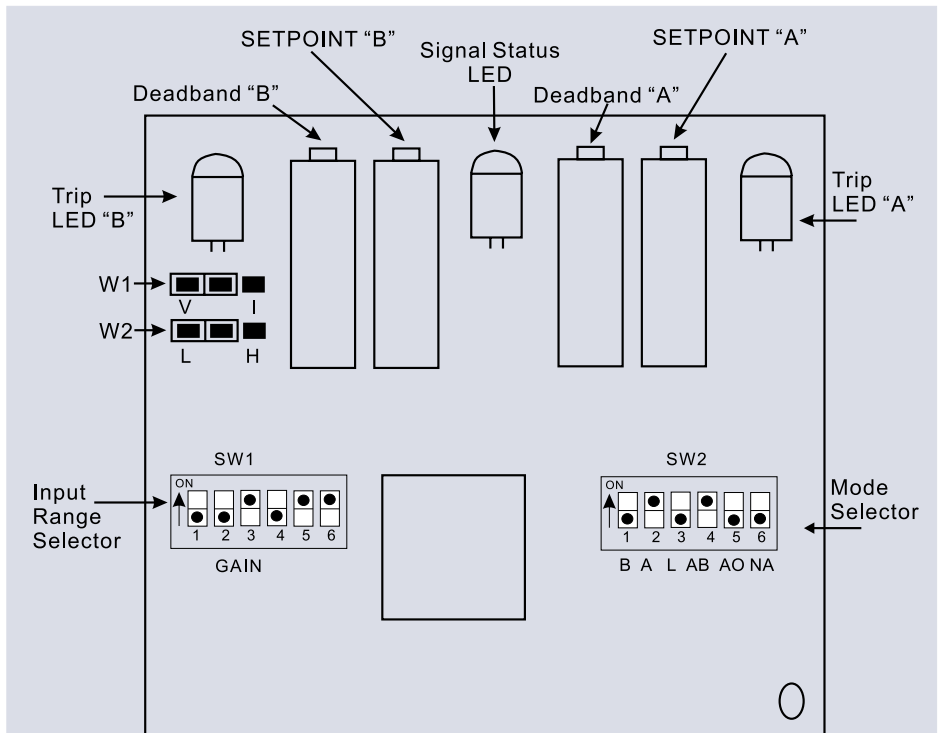 SETPOINT “B”
Signal Status
LED
SETPOINT “A”
Deadband “B”
Deadband “A”
Trip
LED “B”
Trip
LED “A”
W1
V I
W2
L H
SW1
SW2
Input
Range
Selector
ON
1 2 3 4 5 6
GAIN
ON
1 2 3 4 5 6
B A L AB AO NA
Mode
Selector